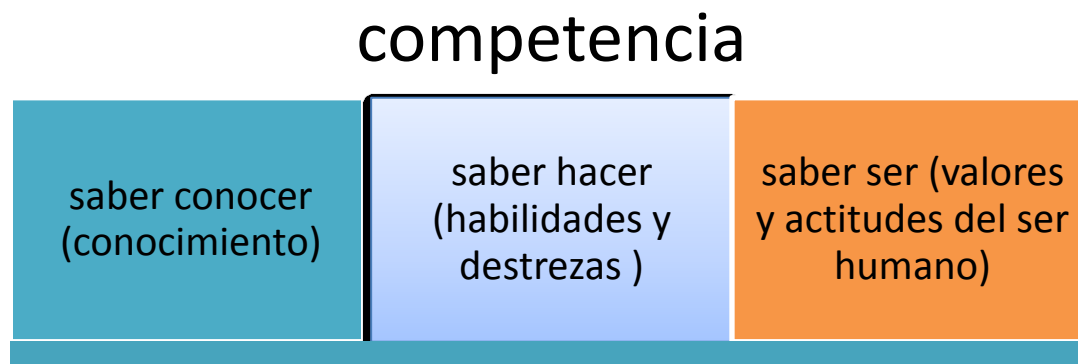 competencia
saber conocer
(conocimiento)
saber hacer
(habilidades y
destrezas )
saber ser (valores
y actitudes del ser
humano)